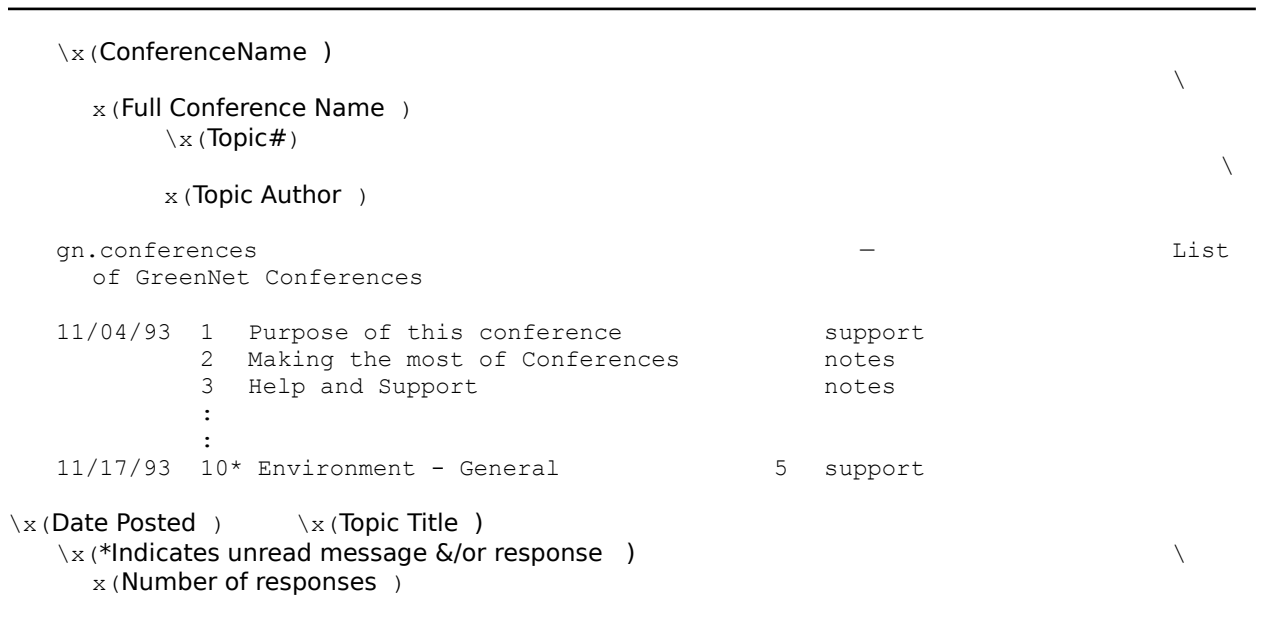 \x(ConferenceName )
\
x(Full Conference Name )
\x(Topic#)
\
x(Topic Author )
gn.conferences — List
of GreenNet Conferences
11/04/93 1 Purpose of this conference support
2 Making the most of Conferences notes
3 Help and Support notes
:
:
11/17/93 10* Environment - General 5 support
\x(Date Posted ) \x(Topic Title )
\x(*Indicates unread message &/or response ) \
x(Number of responses )